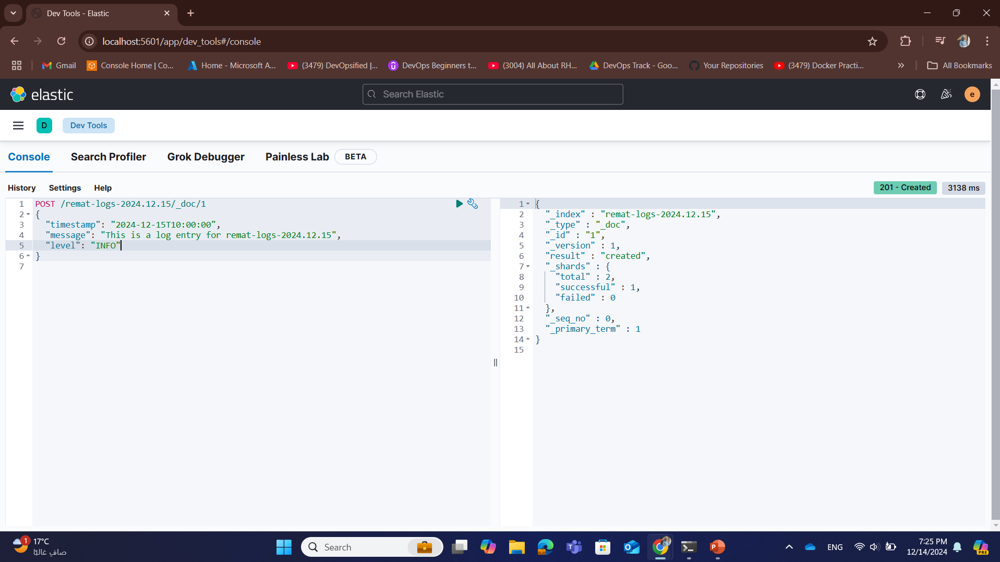 Dev Tools - Elastic
localhost:5601/app/dev_tools#/console
Gmail
Console Home | Co...
Home - Microsoft A...
(3479) DevOpsified |...
DevOps Beginners t...
(3004) All About RH...
DevOps Track - Goo...
Your Repositories
(3479) Docker Practi...
All Bookmarks
elastic
Search Elastic
e
D
Dev Tools
Console
Search Profiler
Grok Debugger
Painless Lab
BETA
History
Settings
Help
201 - Created
3138 ms
1 POST /remat-logs-2024.12.15/_doc/1
2 {
3 "timestamp": "2024-12-15T10:00:00",
4 "message": "This is a log entry for remat-logs-2024.12.15",
5 "level": "INFO"
6 }
7
1 {
2 "_index" : "remat-logs-2024.12.15",
3 "_type" : "_doc",
4 "_id" : "1",
5 "_version" : 1,
6 "result" : "created",
7 "_shards" : {
8 "total" : 2,
9 "successful" : 1,
10 "failed" : 0
11 },
12 "_seq_no" : 0,
13 "_primary_term" : 1
14 }
15
1
17°C
صافٍ غالبًا
Search
ENG
7:25 PM
12/14/2024
PRE